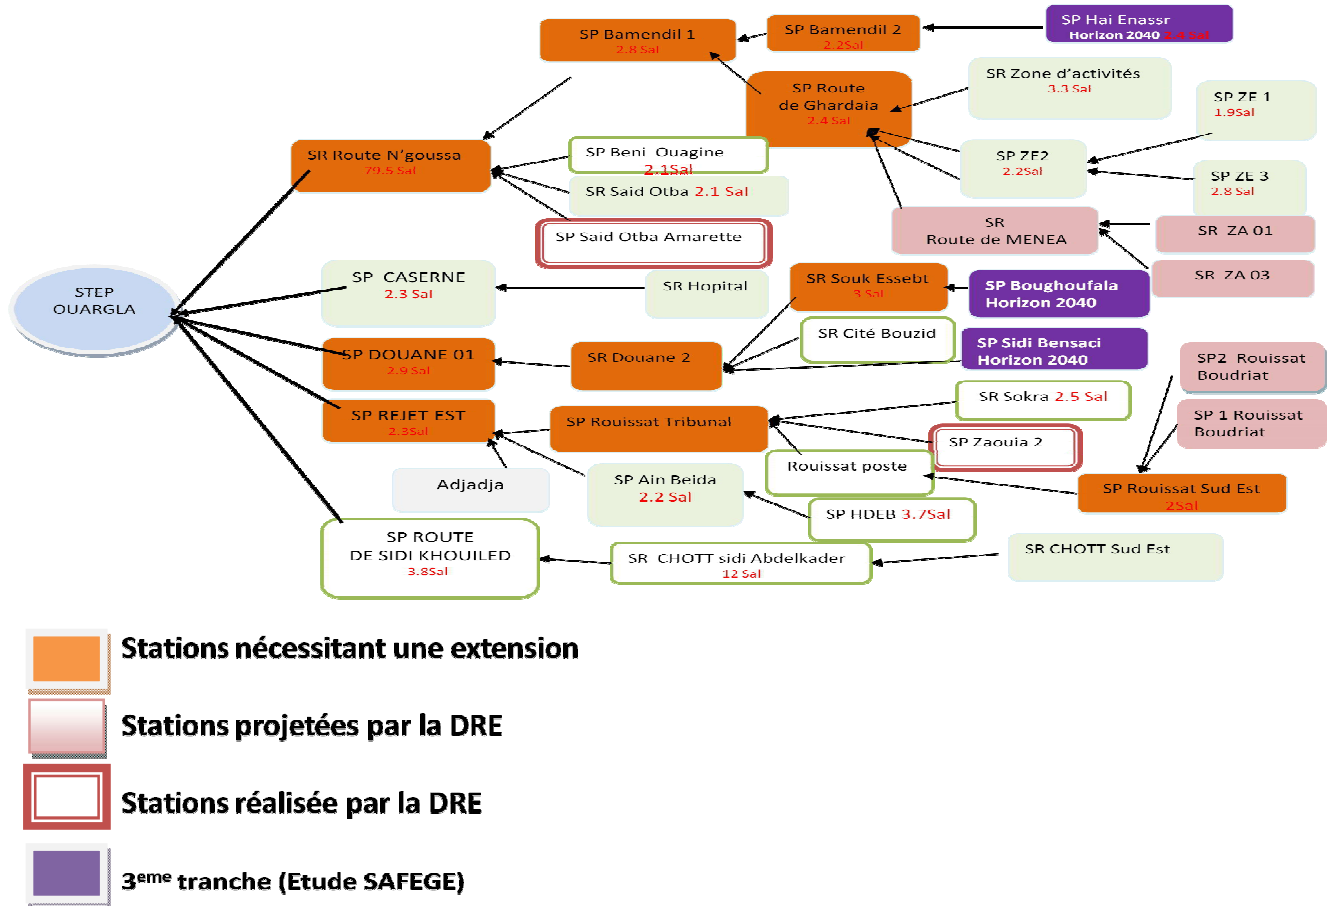 SP Bamendil 1
2.8 Sal
SP Bamendil 2
2.2Sal
SP Hai Enassr
Horizon 2040 2.4 Sal
SP Route
de Ghardaia
2.4 Sal
SR Zone d'activités
3.3 Sal
SP ZE 1
1.9Sal
SR Route N'goussa
79.5 Sal
SP Beni Ouagine
2.1Sal
SP ZE2
2.2Sal
SP ZE 3
2.8 Sal
SR Said Otba 2.1 Sal
SP Said Otba Amarette
SR
Route de MENEA
SR ZA 01
SR ZA 03
STEP
OUARGLA
SP CASERNE
2.3 Sal
SR Hopital
SR Souk Essebt
3 Sal
SP Boughoufala
Horizon 2040
SR Cité Bouzid
SP Sidi Bensaci
Horizon 2040
SP DOUANE 01
2.9 Sal
SR Douane 2
SP2 Rouissat
Boudriat
SP REJET EST
2.3Sal
SP Rouissat Tribunal
SR Sokra 2.5 Sal
SP 1 Rouissat
Boudriat
SP Zaouia 2
Rouissat poste
Adjadja
SP Ain Beida
2.2 Sal
SP Rouissat Sud Est
2Sal
SP HDEB 3.7Sal
SP ROUTE
DE SIDI KHOUILED
3.8Sal
SR CHOTT sidi Abdelkader
12 Sal
SR CHOTT Sud Est
Stations nécessitant une extension
Stations projetées par la DRE
Stations réalisée par la DRE
3eme tranche (Etude SAFEGE)